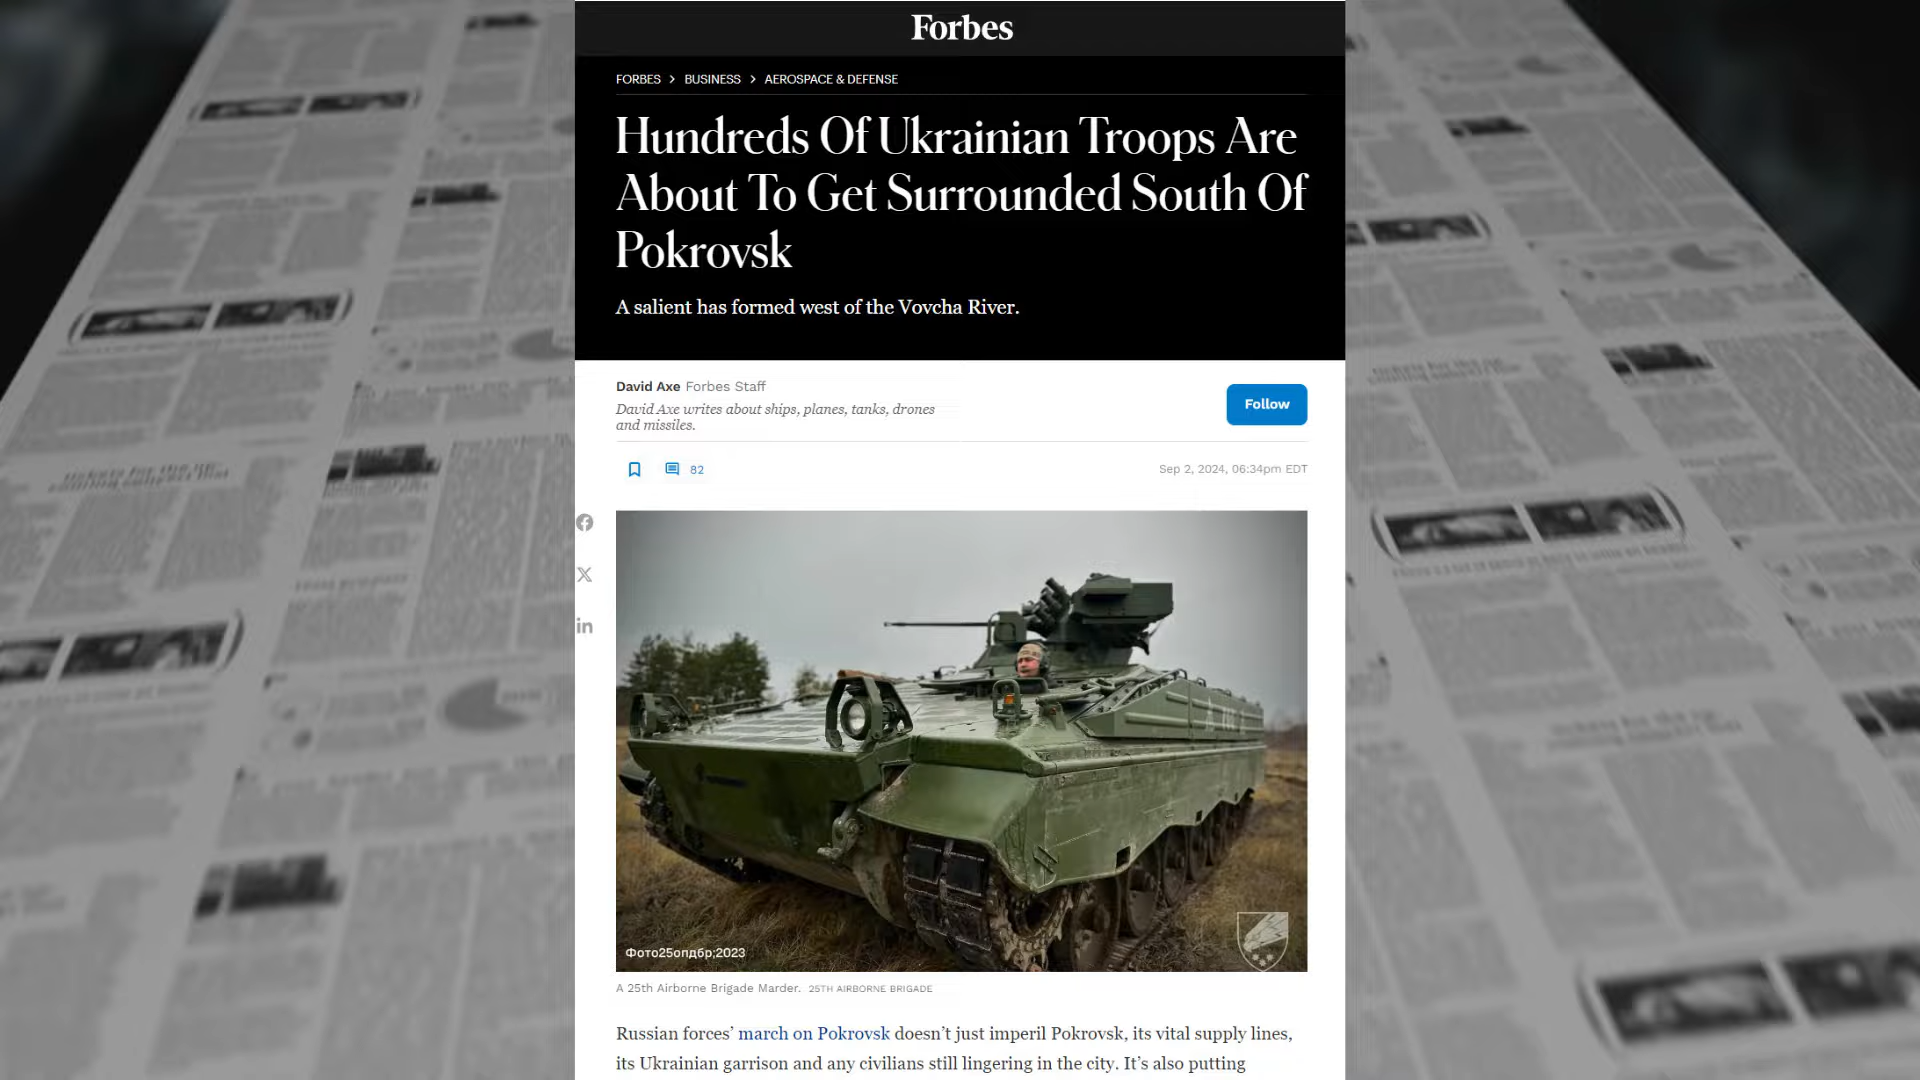 Forbes
FORBES > BUSINESS > AEROSPACE & DEFENSE
Hundreds Of Ukrainian Troops Are
About To Get Surrounded South Of
Pokrovsk
A salient has formed west of the Vovcha River.
David Axe Forbes Staff
David Axe writes about ships, planes, tanks, drones
and missiles.
Follow
82
Sep 2, 2024, 06:34pm EDT
Фото25опдбр;2023
A 25th Airborne Brigade Marder. 25TH AIRBORNE BRIGADE
Russian forces’ march on Pokrovsk doesn’t just imperil Pokrovsk, its vital supply lines,
its Ukrainian garrison and any civilians still lingering in the city. It’s also putting